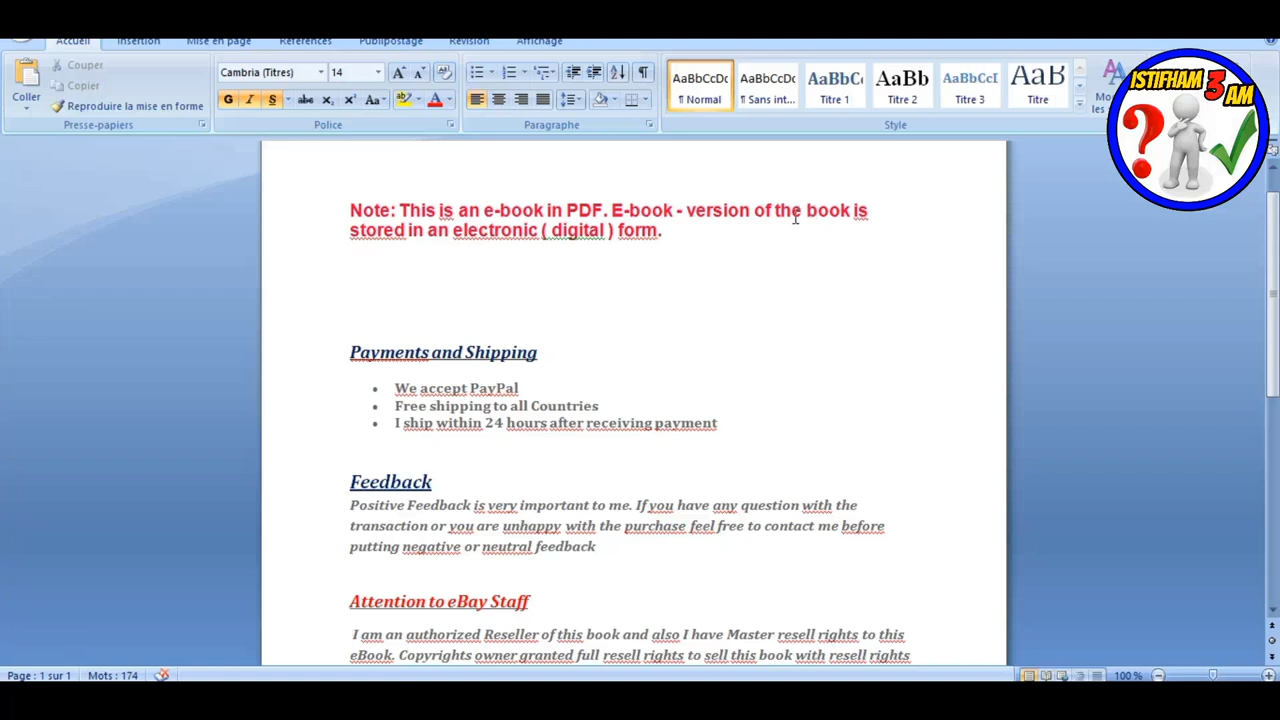 Accueil Insertion Mise en page Références Publipostage Révision Affichage
Couper
Copier
Reproduire la mise en forme
Coller
Presse-papiers
Cambria (Titres) 14
G I S abc x₂ x² Aa ab A
Police
Paragraphe
AaBbCcDc AaBbCcDc AaBbC AaBb AaBbCcI AaB
¶ Normal ¶ Sans int... Titre 1 Titre 2 Titre 3 Titre
Style
ISTIFHAM 3 AM
Note: This is an e-book in PDF. E-book - version of the book is
stored in an electronic ( digital ) form.
Payments and Shipping
• We accept PayPal
• Free shipping to all Countries
• I ship within 24 hours after receiving payment
Feedback
Positive Feedback is very important to me. If you have any question with the
transaction or you are unhappy with the purchase feel free to contact me before
putting negative or neutral feedback
Attention to eBay Staff
I am an authorized Reseller of this book and also I have Master resell rights to this
eBook. Copyrights owner granted full resell rights to sell this book with resell rights
Page : 1 sur 1 Mots : 174 100 %